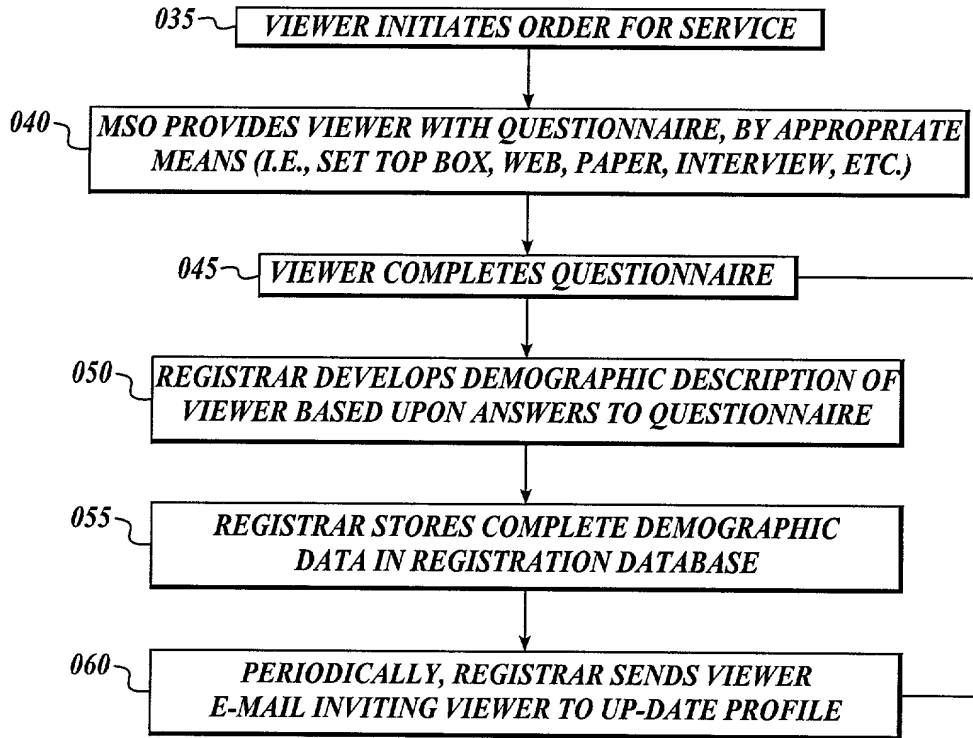 035
VIEWER INITIATES ORDER FOR SERVICE
040
MSO PROVIDES VIEWER WITH QUESTIONNAIRE, BY APPROPRIATE
MEANS (I.E., SET TOP BOX, WEB, PAPER, INTERVIEW, ETC.)
045
VIEWER COMPLETES QUESTIONNAIRE
050
REGISTRAR DEVELOPS DEMOGRAPHIC DESCRIPTION OF
VIEWER BASED UPON ANSWERS TO QUESTIONNAIRE
055
REGISTRAR STORES COMPLETE DEMOGRAPHIC
DATA IN REGISTRATION DATABASE
060
PERIODICALLY, REGISTRAR SENDS VIEWER
E-MAIL INVITING VIEWER TO UP-DATE PROFILE